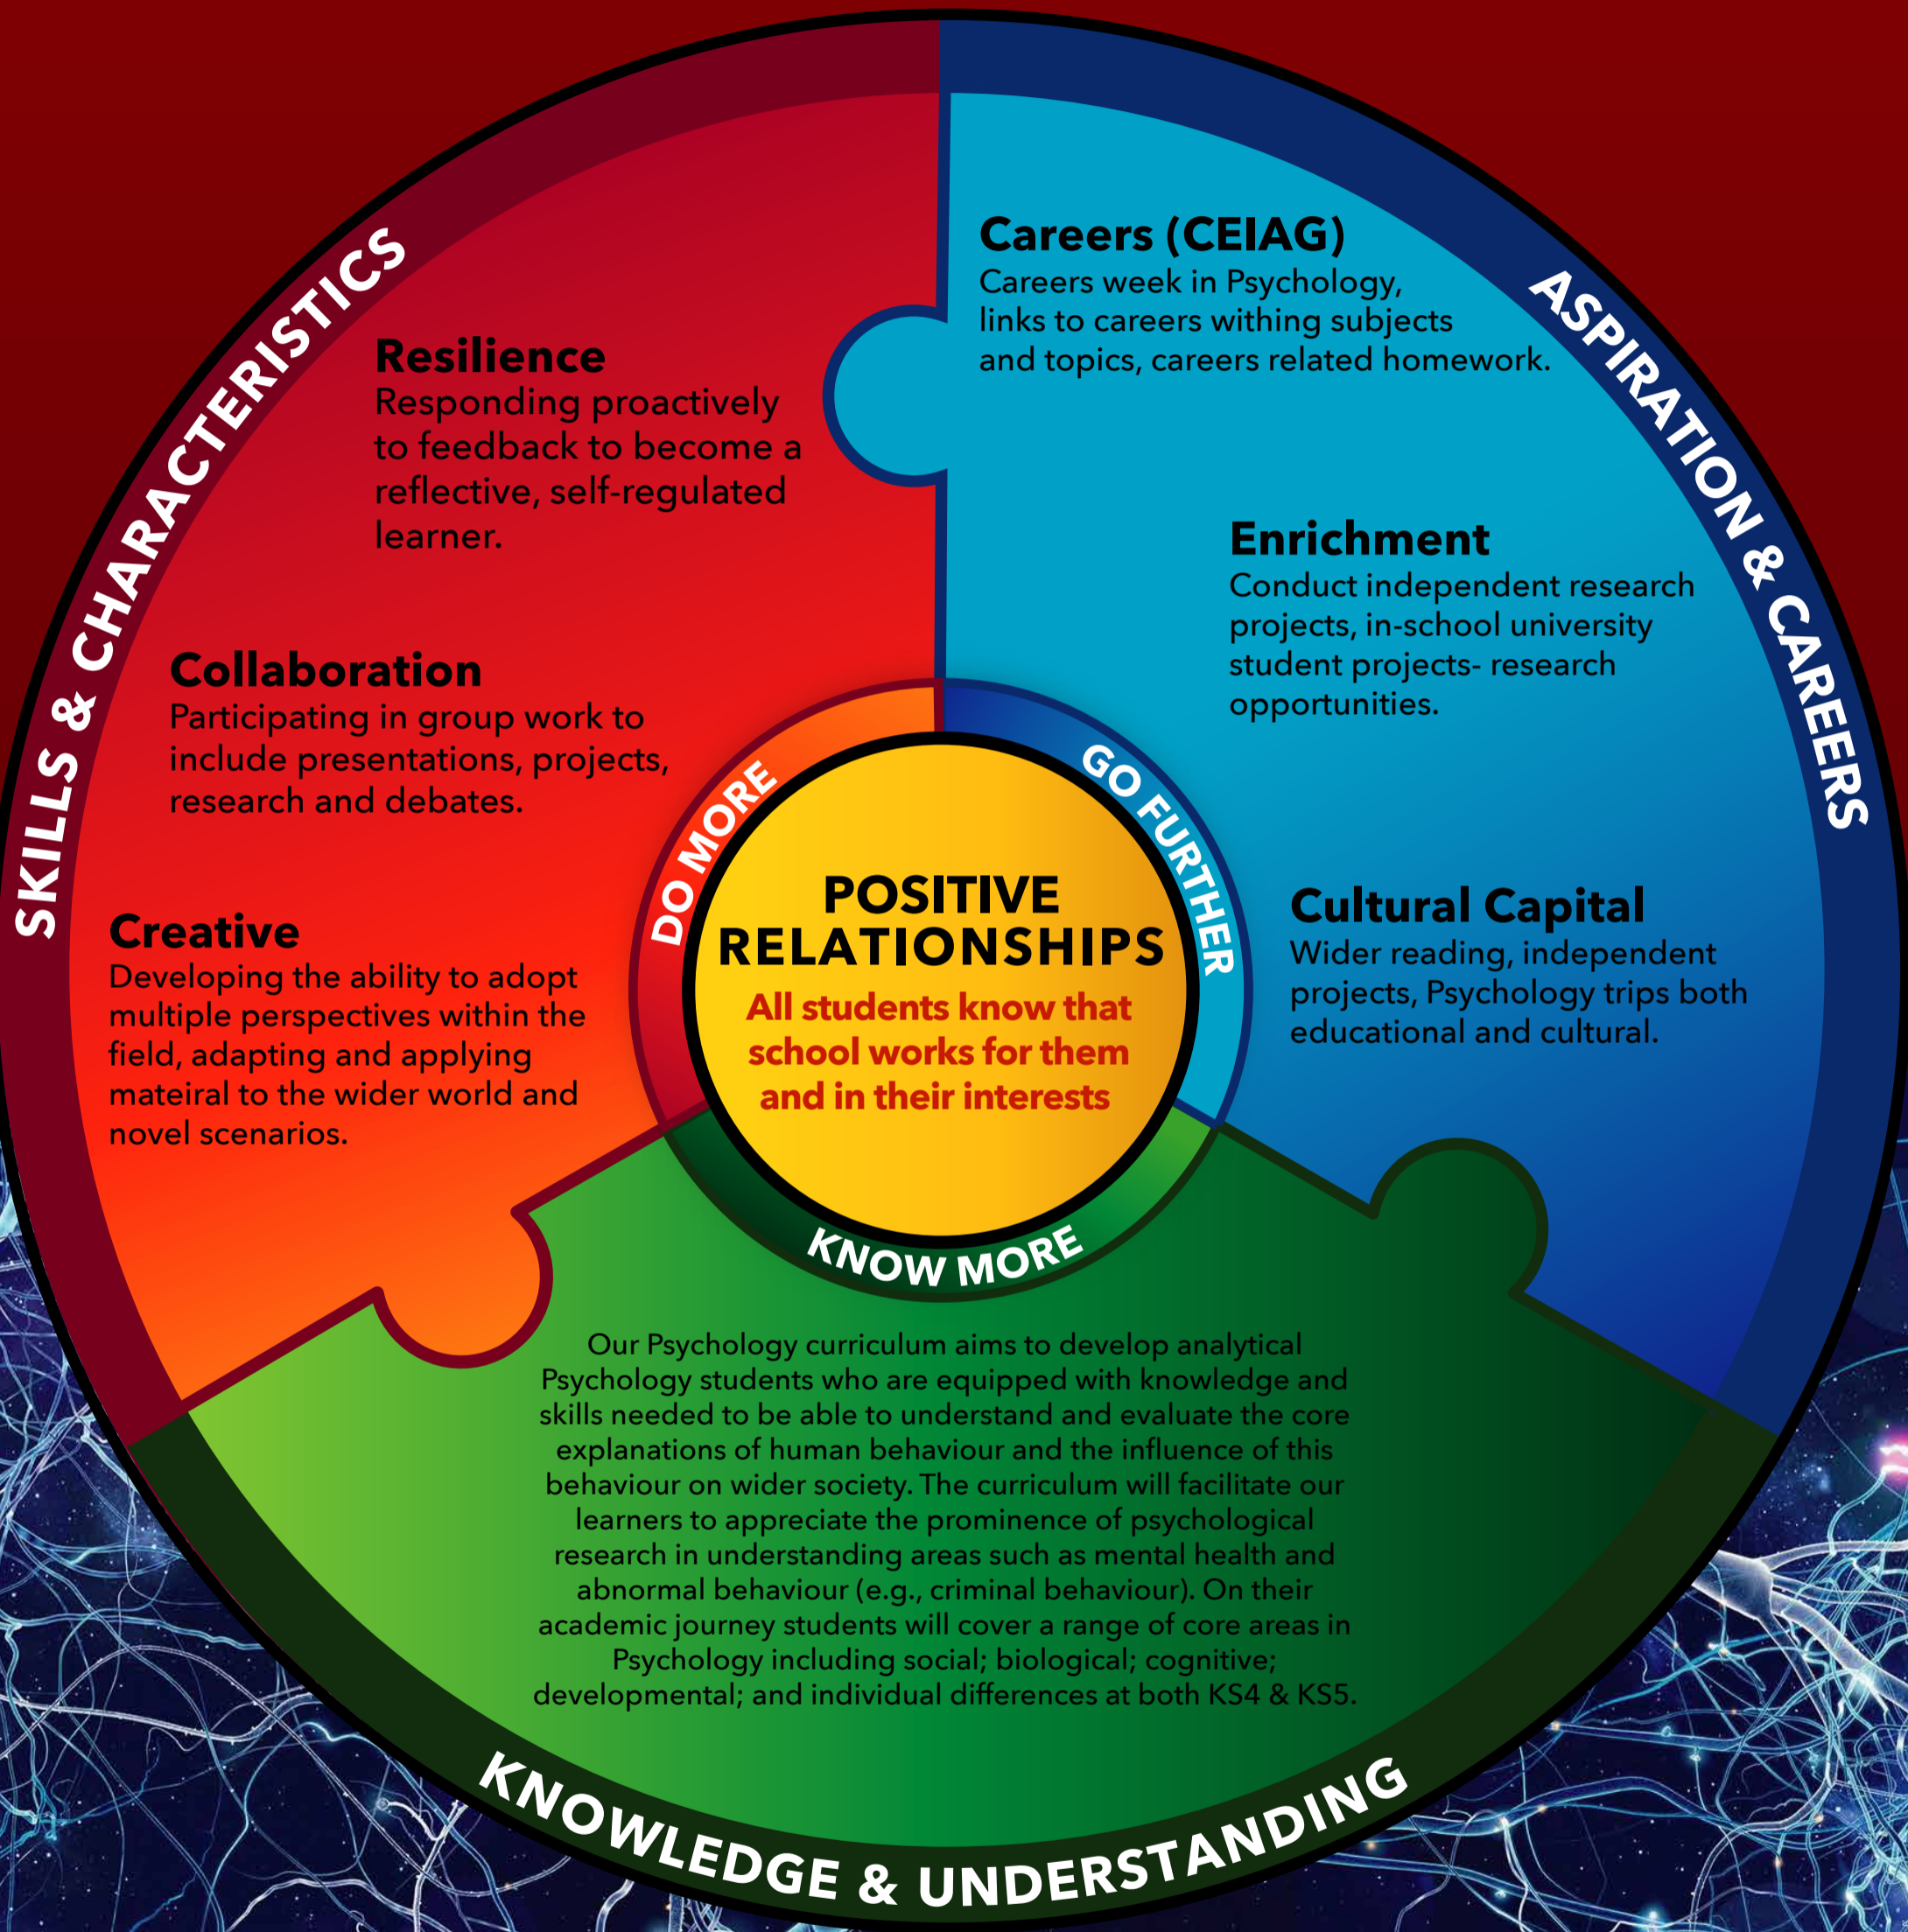 SKILLS & CHARACTERISTICS
Resilience
Responding proactively
to feedback to become a
reflective, self-regulated
learner.
Collaboration
Participating in group work to
include presentations, projects,
research and debates.
Creative
Developing the ability to adopt
multiple perspectives within the
field, adapting and applying
mateiral to the wider world and
novel scenarios.
ASPIRATION & CAREERS
Careers (CEIAG)
Careers week in Psychology,
links to careers withing subjects
and topics, careers related homework.
Enrichment
Conduct independent research
projects, in-school university
student projects- research
opportunities.
Cultural Capital
Wider reading, independent
projects, Psychology trips both
educational and cultural.
DO MORE
GO FURTHER
KNOW MORE
POSITIVE
RELATIONSHIPS
All students know that
school works for them
and in their interests
Our Psychology curriculum aims to develop analytical
Psychology students who are equipped with knowledge and
skills needed to be able to understand and evaluate the core
explanations of human behaviour and the influence of this
behaviour on wider society. The curriculum will facilitate our
learners to appreciate the prominence of psychological
research in understanding areas such as mental health and
abnormal behaviour (e.g., criminal behaviour). On their
academic journey students will cover a range of core areas in
Psychology including social; biological; cognitive;
developmental; and individual differences at both KS4 & KS5.
KNOWLEDGE & UNDERSTANDING